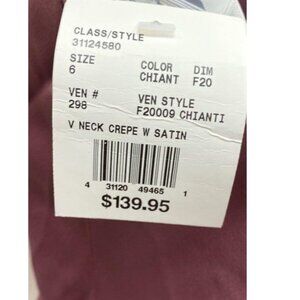 CLASS/STYLE
31124580
SIZE COLOR DIM
6 CHIANT F20
VEN # VEN STYLE
298 F20009 CHIANTI
V NECK CREPE W SATIN
4 31120 49465 1
$139.95